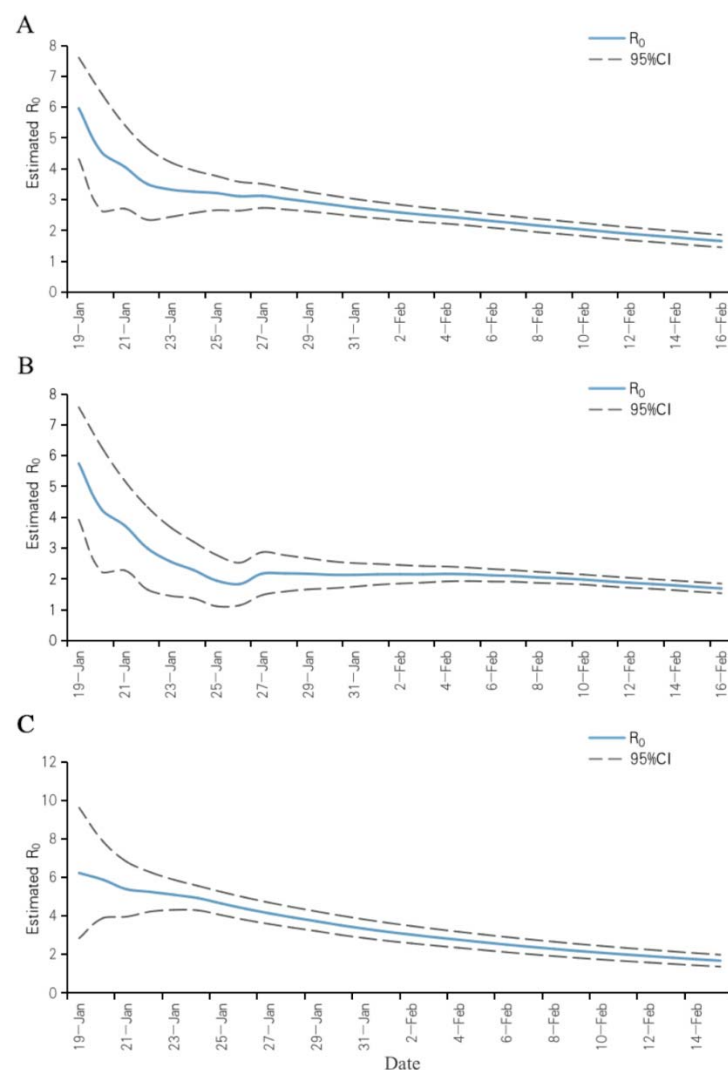 A
R₀
95%CI
8
7
6
5
4
3
2
1
0
Estimated R₀
19-Jan
21-Jan
23-Jan
25-Jan
27-Jan
29-Jan
31-Jan
2-Feb
4-Feb
6-Feb
8-Feb
10-Feb
12-Feb
14-Feb
16-Feb
B
R₀
95%CI
8
7
6
5
4
3
2
1
0
Estimated R₀
19-Jan
21-Jan
23-Jan
25-Jan
27-Jan
29-Jan
31-Jan
2-Feb
4-Feb
6-Feb
8-Feb
10-Feb
12-Feb
14-Feb
16-Feb
C
R₀
95%CI
12
10
8
6
4
2
0
Estimated R₀
19-Jan
21-Jan
23-Jan
25-Jan
27-Jan
29-Jan
31-Jan
2-Feb
4-Feb
6-Feb
8-Feb
10-Feb
12-Feb
14-Feb
Date